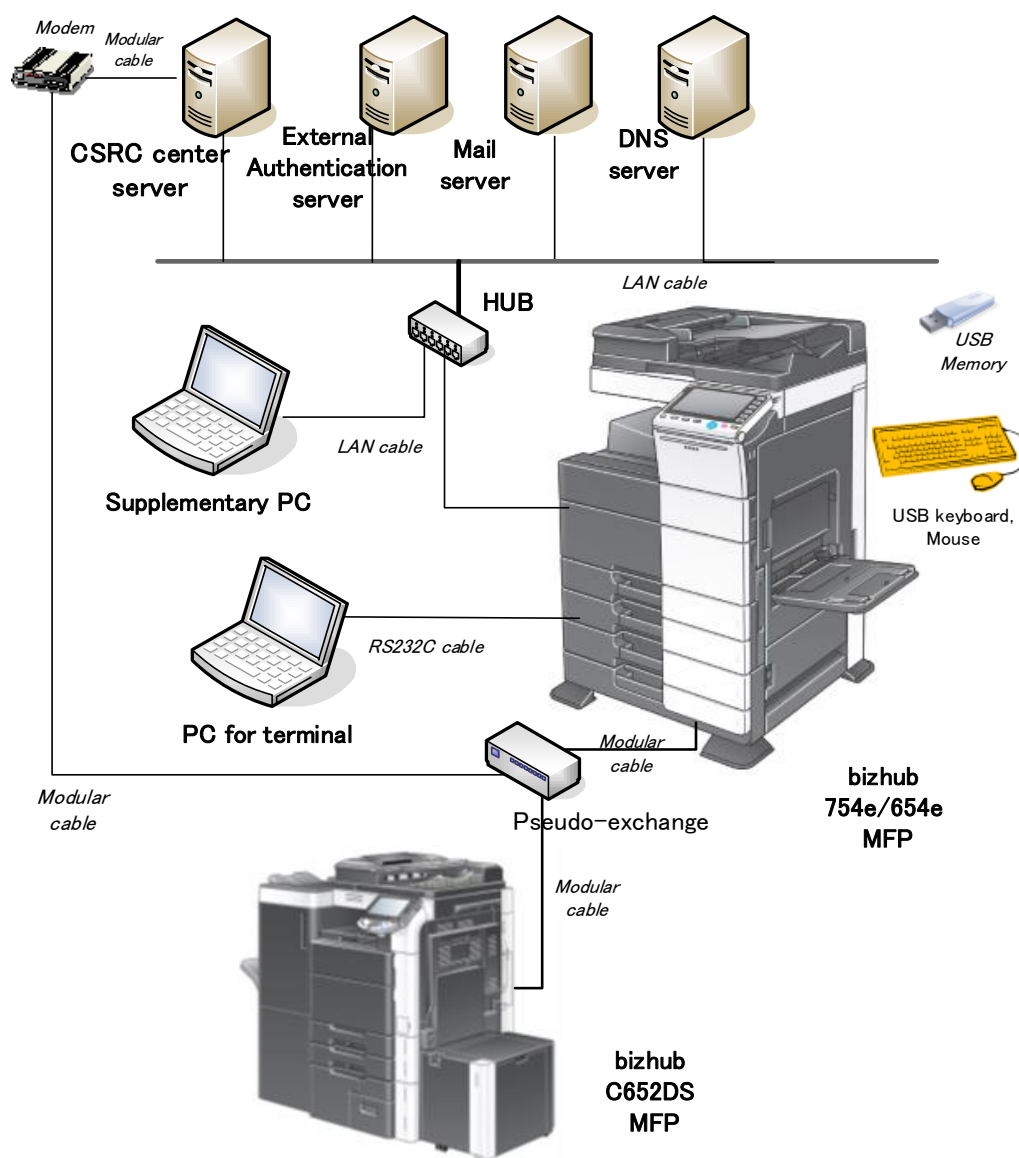 Modem
Modular
cable
CSRC center
server
External
Authentication
server
Mail
server
DNS
server
LAN cable
HUB
USB
Memory
LAN cable
Supplementary PC
USB keyboard,
Mouse
RS232C cable
PC for terminal
Modular
cable
Modular
cable
Pseudo-exchange
bizhub
754e/654e
MFP
Modular
cable
bizhub
C652DS
MFP